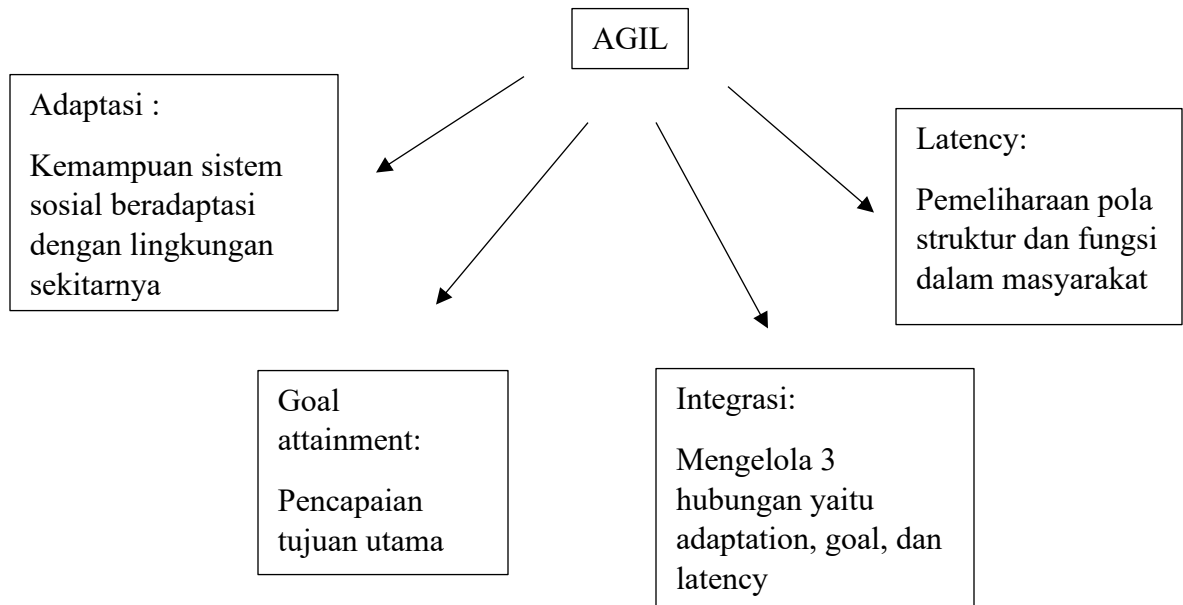 AGIL
Adaptasi :
Kemampuan sistem
sosial beradaptasi
dengan lingkungan
sekitarnya
Goal
attainment:
Pencapaian
tujuan utama
Integrasi:
Mengelola 3
hubungan yaitu
adaptation, goal, dan
latency
Latency:
Pemeliharaan pola
struktur dan fungsi
dalam masyarakat